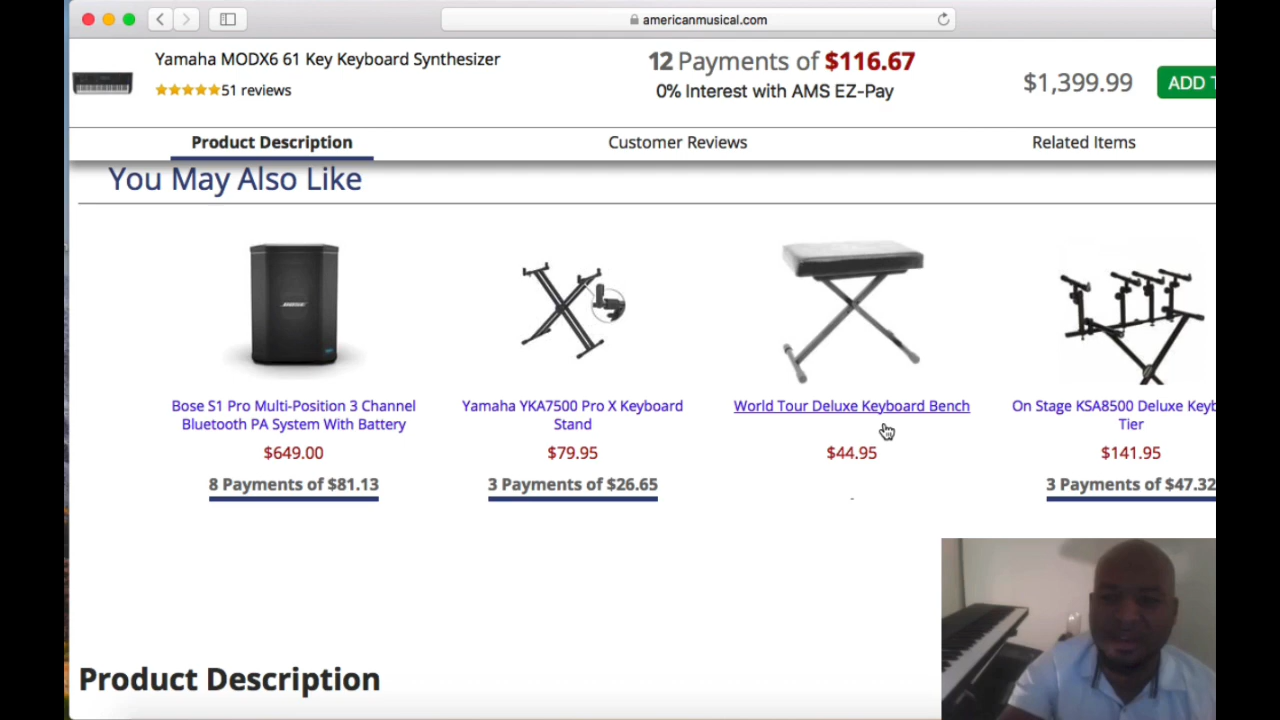 americanmusical.com
Yamaha MODX6 61 Key Keyboard Synthesizer
51 reviews
12 Payments of $116.67
0% Interest with AMS EZ-Pay
$1,399.99
ADD
Product Description
Customer Reviews
Related Items
You May Also Like
BOSE
Bose S1 Pro Multi-Position 3 Channel
Bluetooth PA System With Battery
$649.00
8 Payments of $81.13
Yamaha YKA7500 Pro X Keyboard
Stand
$79.95
3 Payments of $26.65
World Tour Deluxe Keyboard Bench
$44.95
On Stage KSA8500 Deluxe Keyb
Tier
$141.95
3 Payments of $47.32
Product Description